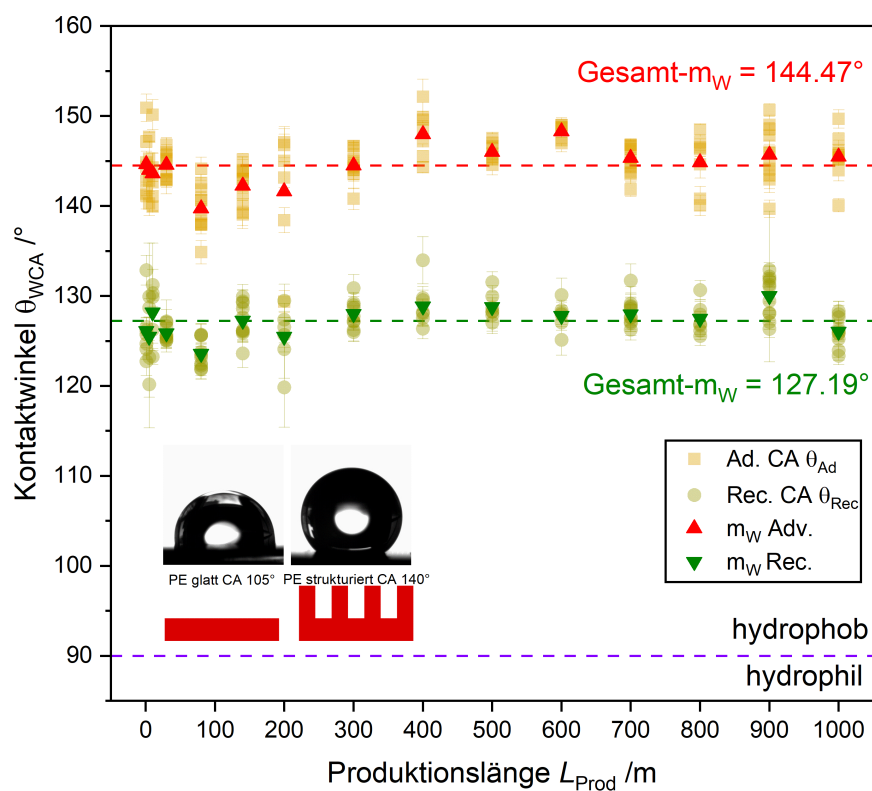 160
150
140
130
120
110
100
90
Kontaktwinkel θWCA /°
Gesamt-mW = 144.47°
Gesamt-mW = 127.19°
Ad. CA θAd
Rec. CA θRec
mW Adv.
mW Rec.
PE glatt CA 105° PE strukturiert CA 140°
hydrophob
hydrophil
0 100 200 300 400 500 600 700 800 900 1000
Produktionslänge LProd /m